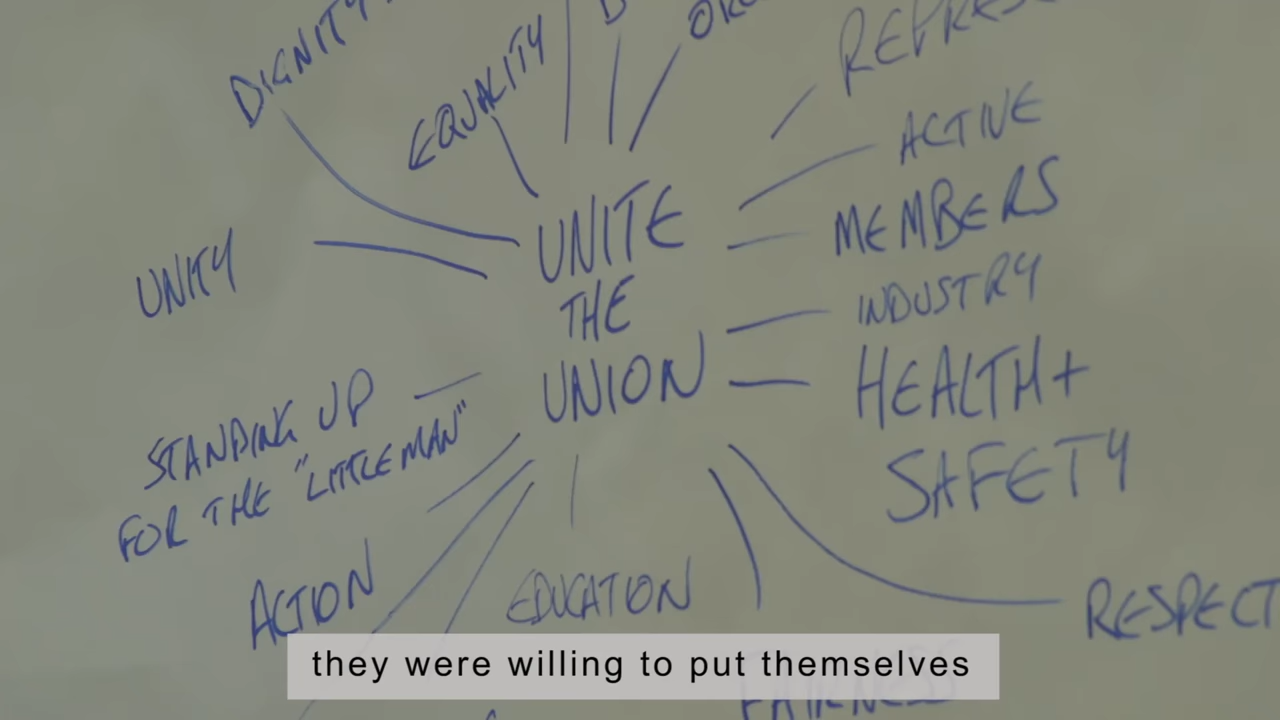 DIGNITY
EQUALITY
ACTIVE
UNITE
MEMBERS
UNITY
THE
INDUSTRY
UNION
HEALTH+
STANDING UP
SAFETY
FOR THE "LITTLE MAN"
ACTION
EDUCATION
RESPECT
they were willing to put themselves
FAIRNESS